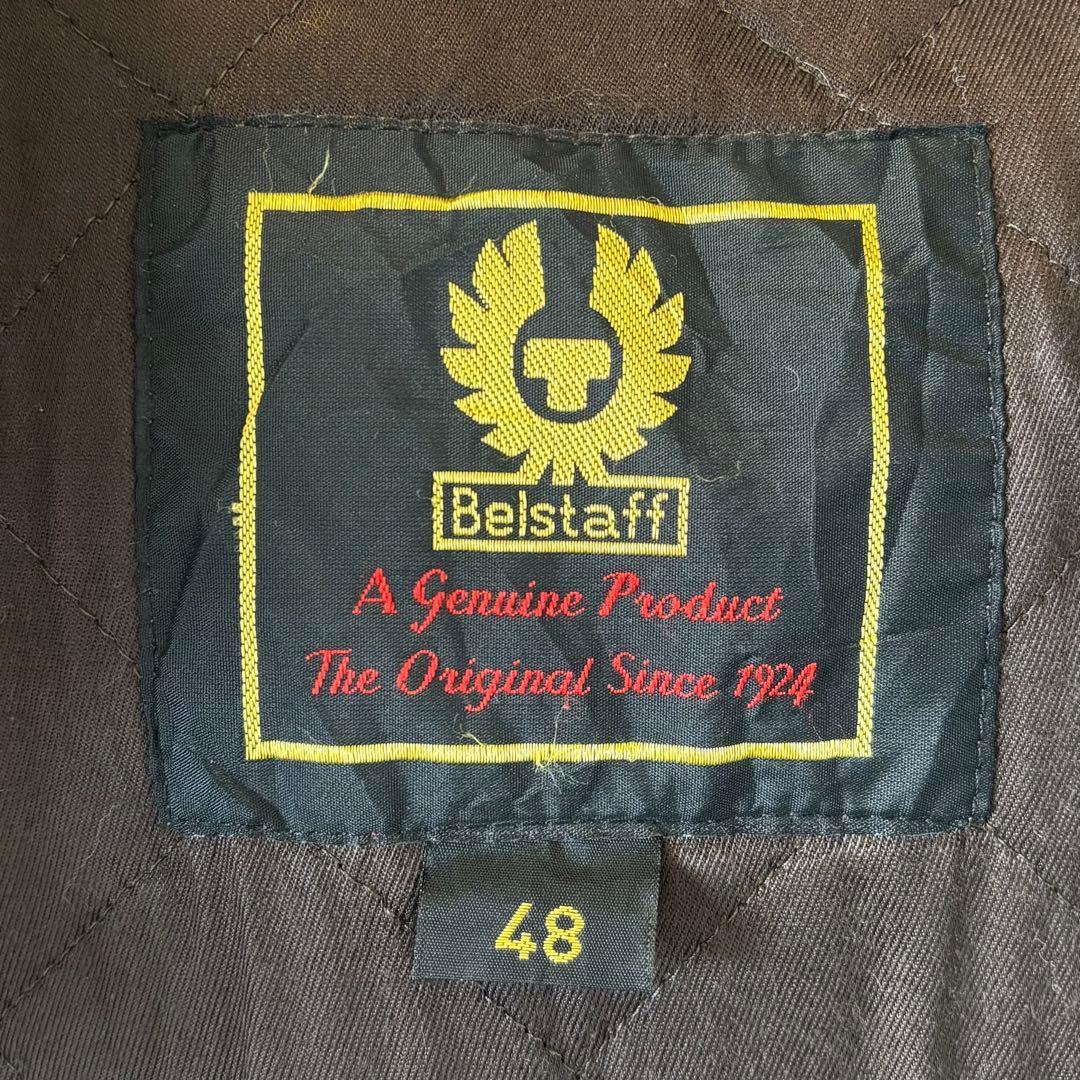 Belstaff
A Genuine Product
The Original Since 1924
48